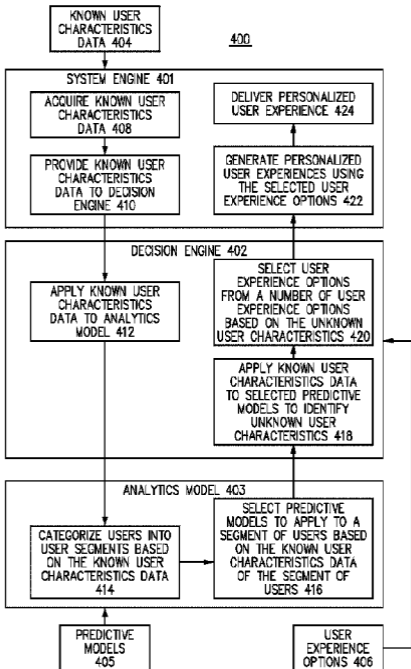 KNOWN USER
CHARACTERISTICS
DATA 404
400
SYSTEM ENGINE 401
ACQUIRE KNOWN USER
CHARACTERISTICS
DATA 408
PROVIDE KNOWN USER
CHARACTERISTICS
DATA TO DECISION
ENGINE 410
DELIVER PERSONALIZED
USER EXPERIENCE 424
GENERATE PERSONALIZED
USER EXPERIENCES USING
THE SELECTED USER
EXPERIENCE OPTIONS 422
DECISION ENGINE 402
APPLY KNOWN USER
CHARACTERISTICS
DATA TO ANALYTICS
MODEL 412
SELECT USER
EXPERIENCE OPTIONS
FROM A NUMBER OF USER
EXPERIENCE OPTIONS
BASED ON THE UNKNOWN
USER CHARACTERISTICS 420
APPLY KNOWN USER
CHARACTERISTICS DATA
TO SELECTED PREDICTIVE
MODELS TO IDENTIFY
UNKNOWN USER
CHARACTERISTICS 418
ANALYTICS MODEL 403
CATEGORIZE USERS INTO
USER SEGMENTS BASED
ON THE KNOWN USER
CHARACTERISTICS DATA
414
SELECT PREDICTIVE
MODELS TO APPLY TO A
SEGMENT OF USERS BASED
ON THE KNOWN USER
CHARACTERISTICS DATA
OF THE SEGMENT OF
USERS 416
PREDICTIVE
MODELS
405
USER
EXPERIENCE
OPTIONS 406